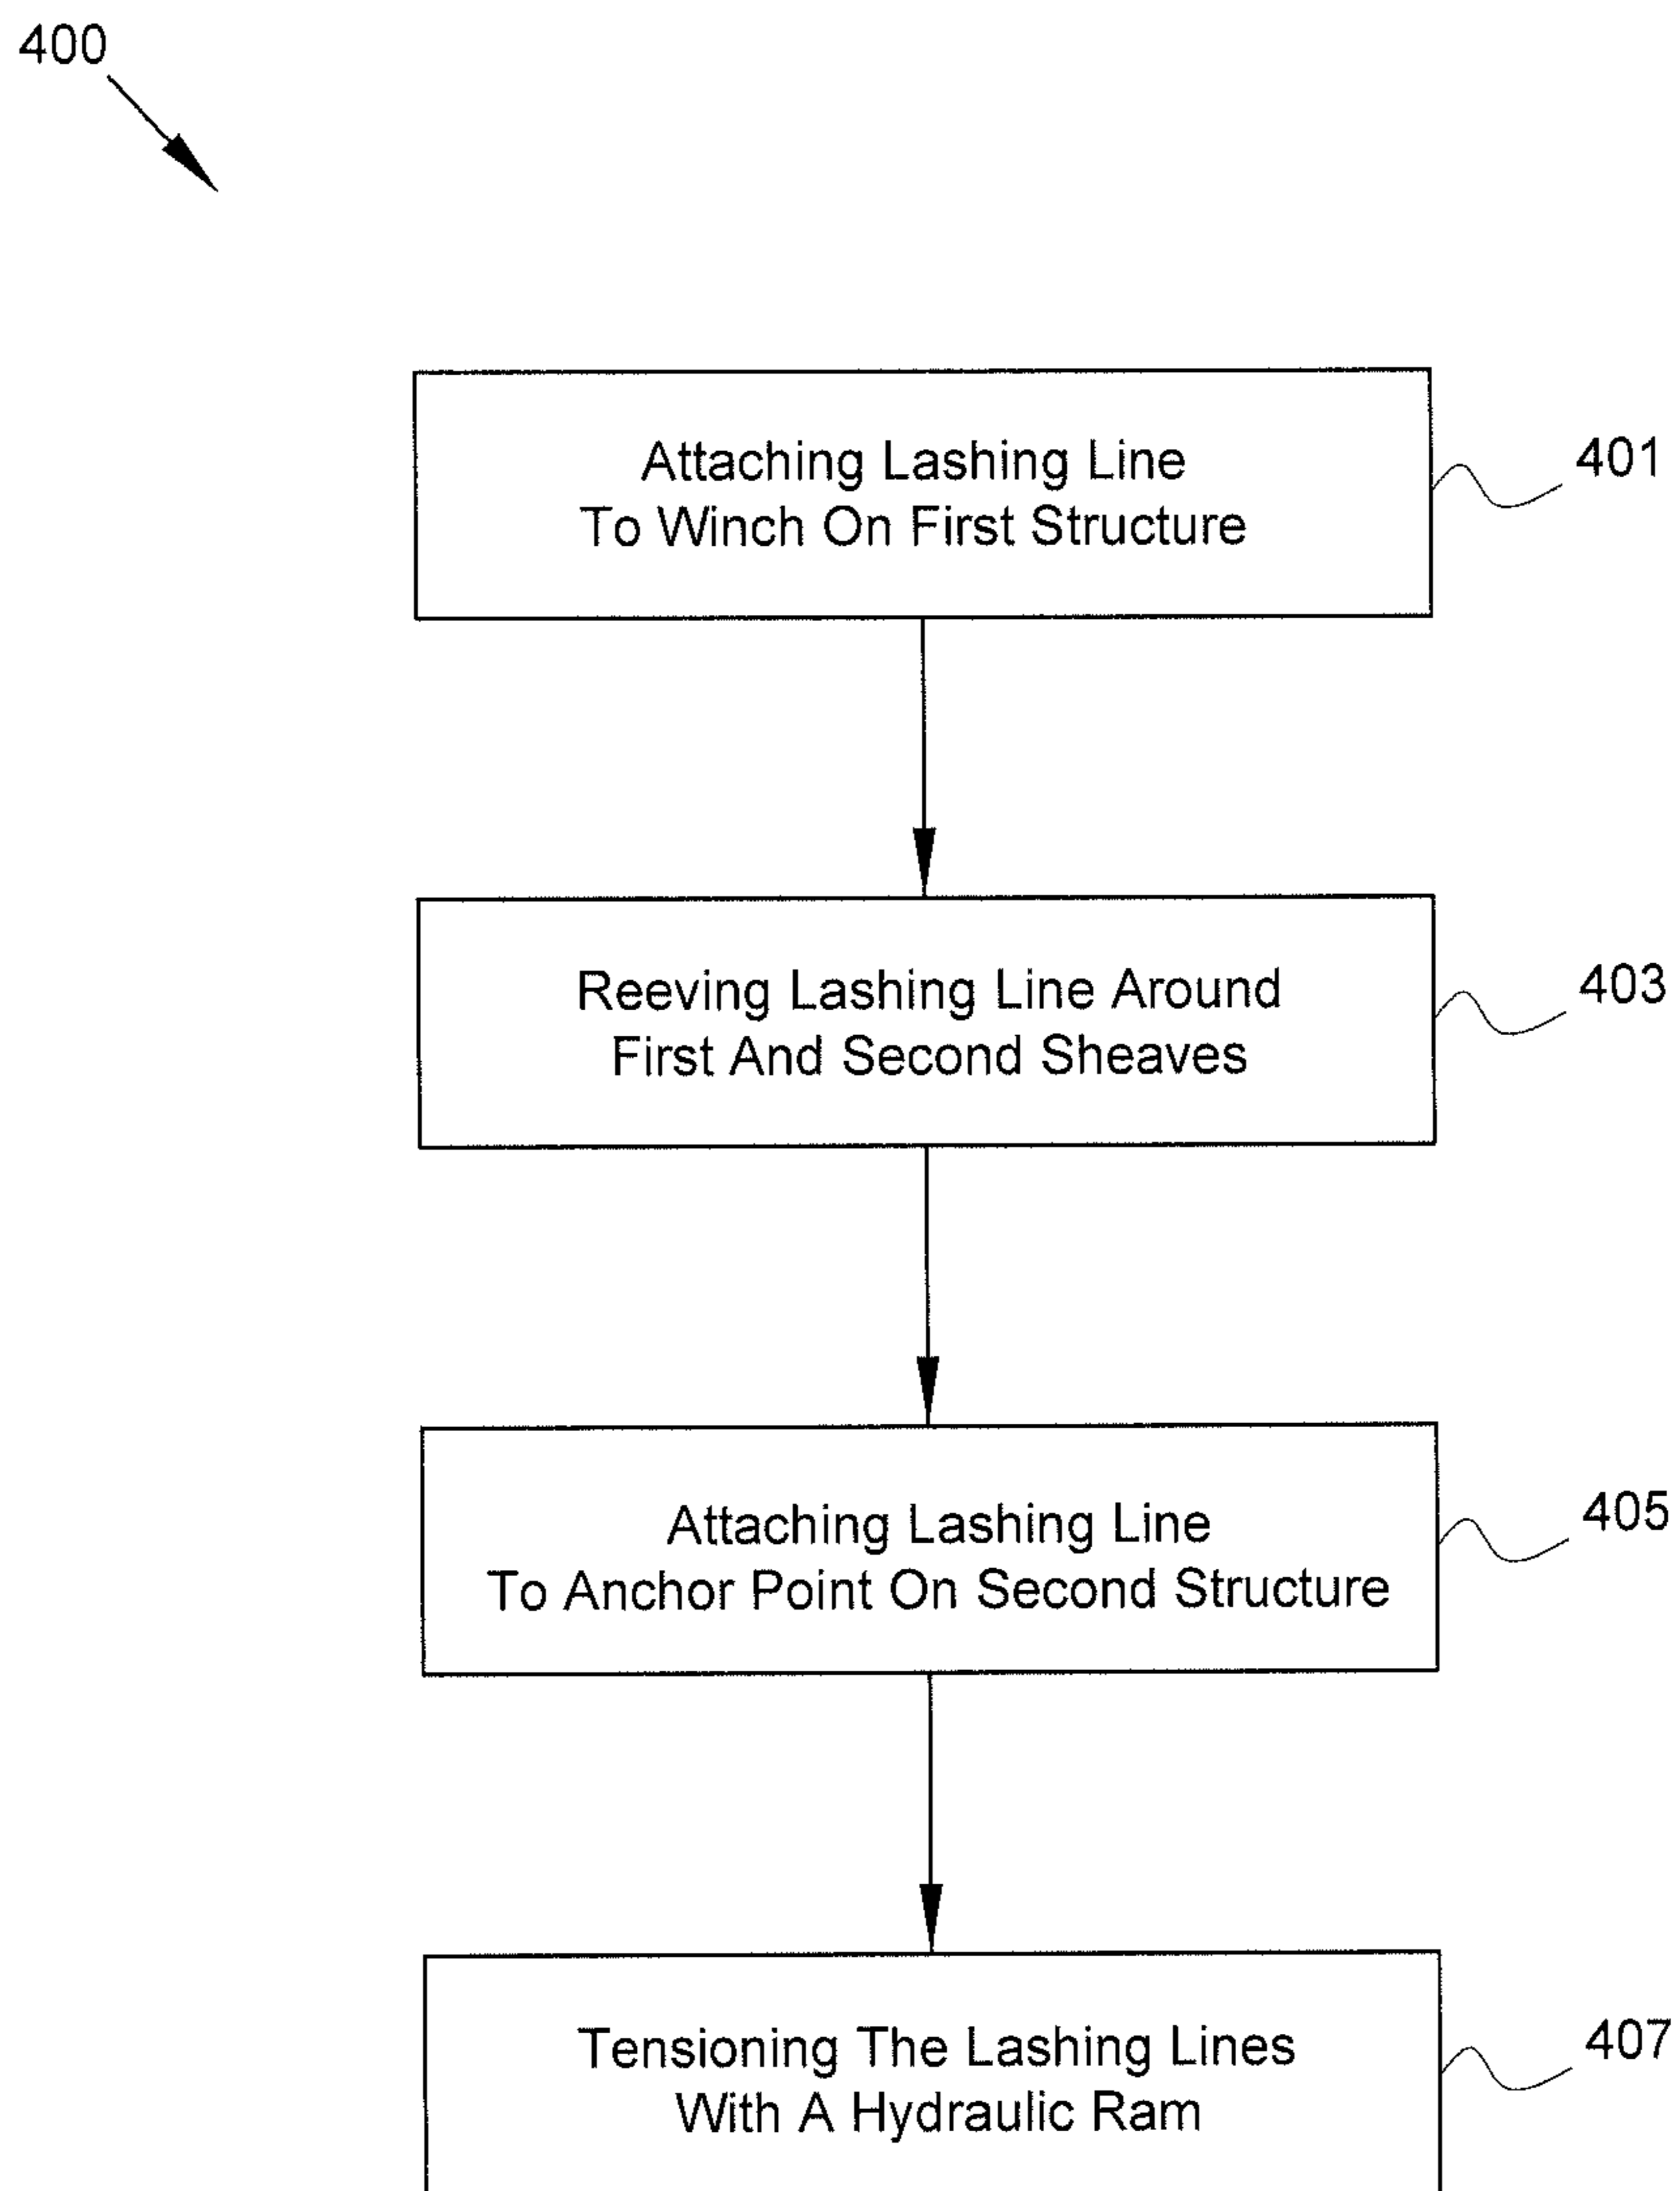 400
Attaching Lashing Line
To Winch On First Structure
401
Reeving Lashing Line Around
First And Second Sheaves
403
Attaching Lashing Line
To Anchor Point On Second Structure
405
Tensioning The Lashing Lines
With A Hydraulic Ram
407